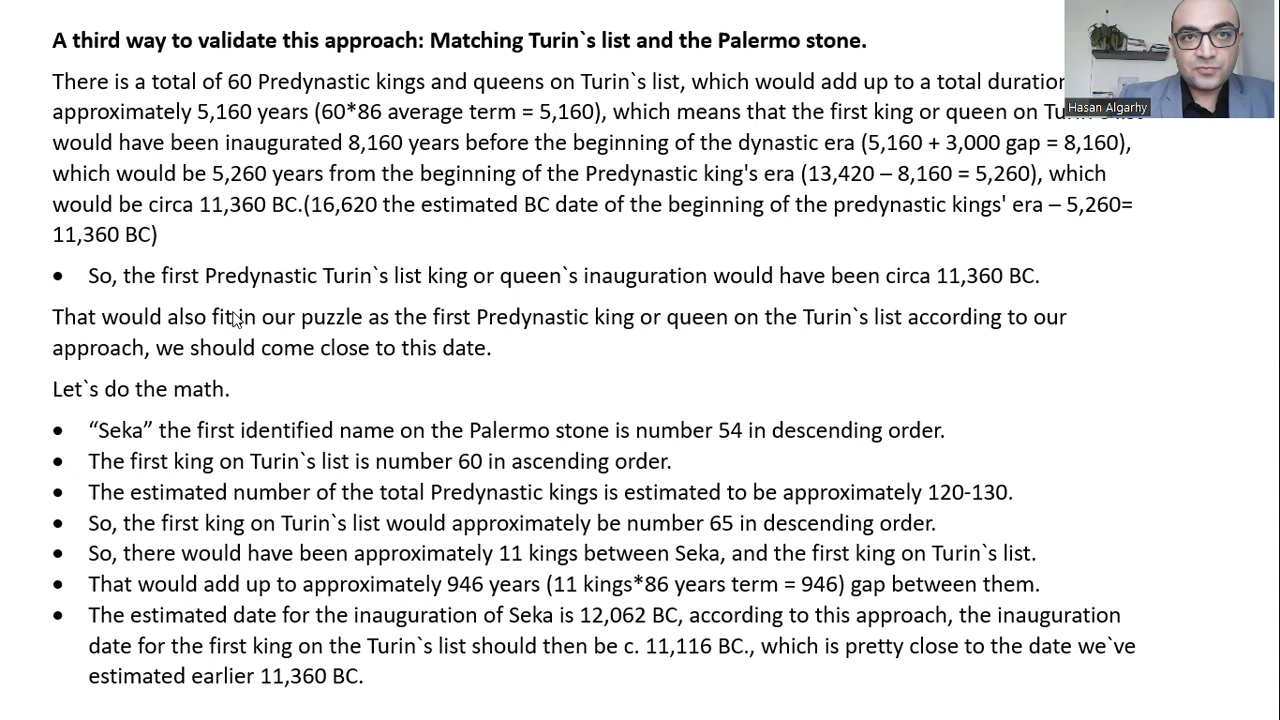 A third way to validate this approach: Matching Turin`s list and the Palermo stone.
There is a total of 60 Predynastic kings and queens on Turin`s list, which would add up to a total duration
approximately 5,160 years (60*86 average term = 5,160), which means that the first king or queen on
would have been inaugurated 8,160 years before the beginning of the dynastic era (5,160 + 3,000 gap = 8,160),
which would be 5,260 years from the beginning of the Predynastic king's era (13,420 – 8,160 = 5,260), which
would be circa 11,360 BC.(16,620 the estimated BC date of the beginning of the predynastic kings' era – 5,260=
11,360 BC)
• So, the first Predynastic Turin`s list king or queen`s inauguration would have been circa 11,360 BC.
That would also fit in our puzzle as the first Predynastic king or queen on the Turin`s list according to our
approach, we should come close to this date.
Let`s do the math.
• “Seka” the first identified name on the Palermo stone is number 54 in descending order.
• The first king on Turin`s list is number 60 in ascending order.
• The estimated number of the total Predynastic kings is estimated to be approximately 120-130.
• So, the first king on Turin`s list would approximately be number 65 in descending order.
• So, there would have been approximately 11 kings between Seka, and the first king on Turin`s list.
• That would add up to approximately 946 years (11 kings*86 years term = 946) gap between them.
• The estimated date for the inauguration of Seka is 12,062 BC, according to this approach, the inauguration
date for the first king on the Turin`s list should then be c. 11,116 BC., which is pretty close to the date we`ve
estimated earlier 11,360 BC.
Hasan Algarhy